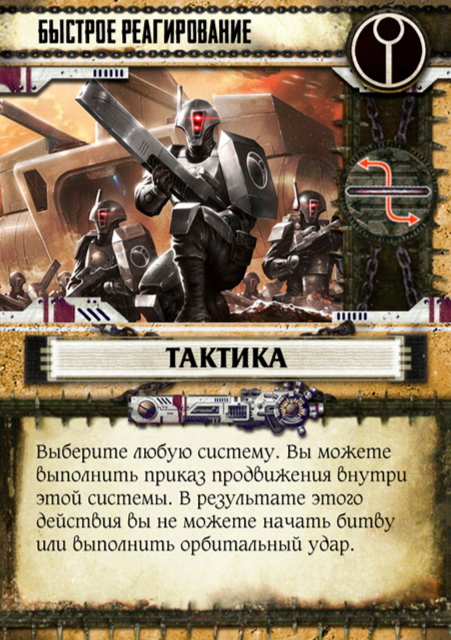 БЫСТРОЕ РЕАГИРОВАНИЕ
ТАКТИКА
Выберите любую систему. Вы можете
выполнить приказ продвижения внутри
этой системы. В результате этого
действия вы не можете начать битву
или выполнить орбитальный удар.